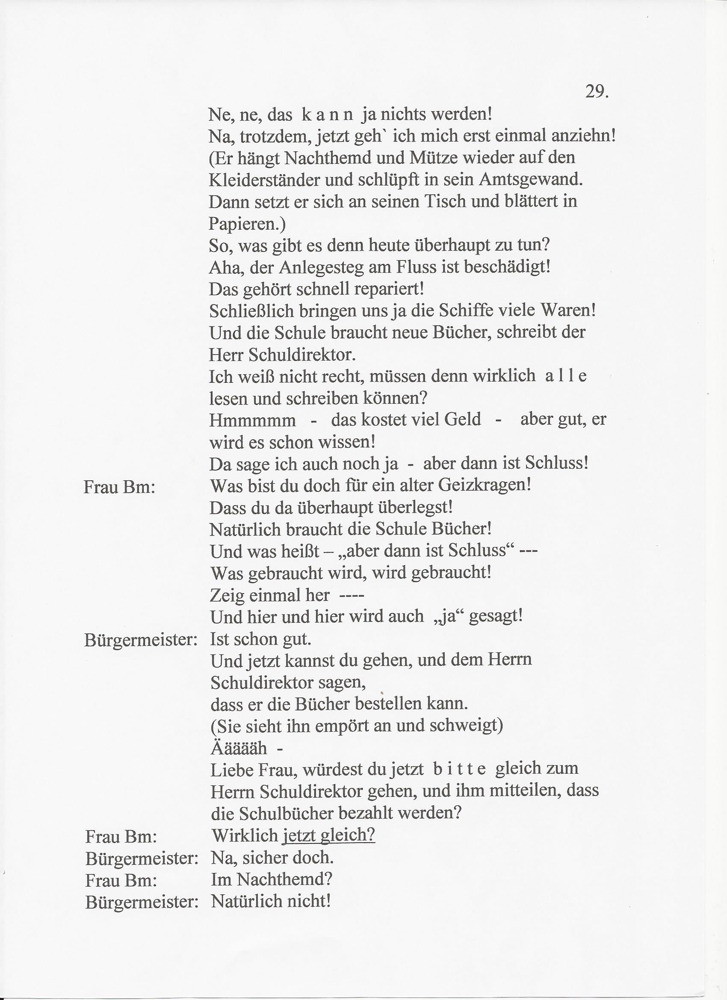 29.
Ne, ne, das  k a n n  ja nichts werden!
Na, trotzdem, jetzt geh` ich mich erst einmal anziehn!
(Er hängt Nachthemd und Mütze wieder auf den
Kleiderständer und schlüpft in sein Amtsgewand.
Dann setzt er sich an seinen Tisch und blättert in
Papieren.)
So, was gibt es denn heute überhaupt zu tun?
Aha, der Anlegesteg am Fluss ist beschädigt!
Das gehört schnell repariert!
Schließlich bringen uns ja die Schiffe viele Waren!
Und die Schule braucht neue Bücher, schreibt der
Herr Schuldirektor.
Ich weiß nicht recht, müssen denn wirklich  a l l e
lesen und schreiben können?
Hmmmmm   -   das kostet viel Geld   -    aber gut, er
wird es schon wissen!
Da sage ich auch noch ja  -  aber dann ist Schluss!
Frau Bm: Was bist du doch für ein alter Geizkragen!
Dass du da überhaupt überlegst!
Natürlich braucht die Schule Bücher!
Und was heißt – „aber dann ist Schluss“ ---
Was gebraucht wird, wird gebraucht!
Zeig einmal her  ----
Und hier und hier wird auch  „ja“ gesagt!
Bürgermeister: Ist schon gut.
Und jetzt kannst du gehen, und dem Herrn
Schuldirektor sagen,
dass er die Bücher bestellen kann.
(Sie sieht ihn empört an und schweigt)
Äääääh  -
Liebe Frau, würdest du jetzt  b i t t e  gleich zum
Herrn Schuldirektor gehen, und ihm mitteilen, dass
die Schulbücher bezahlt werden?
Frau Bm: Wirklich jetzt gleich?
Bürgermeister: Na, sicher doch.
Frau Bm: Im Nachthemd?
Bürgermeister: Natürlich nicht!